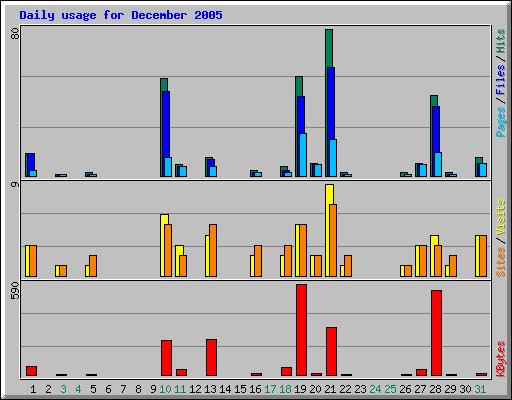 Daily usage for December 2005
80
Pages / Files / Hits
9
Sites / Visits
590
KBytes
1 2 3 4 5 6 7 8 9 10 11 12 13 14 15 16 17 18 19 20 21 22 23 24 25 26 27 28 29 30 31